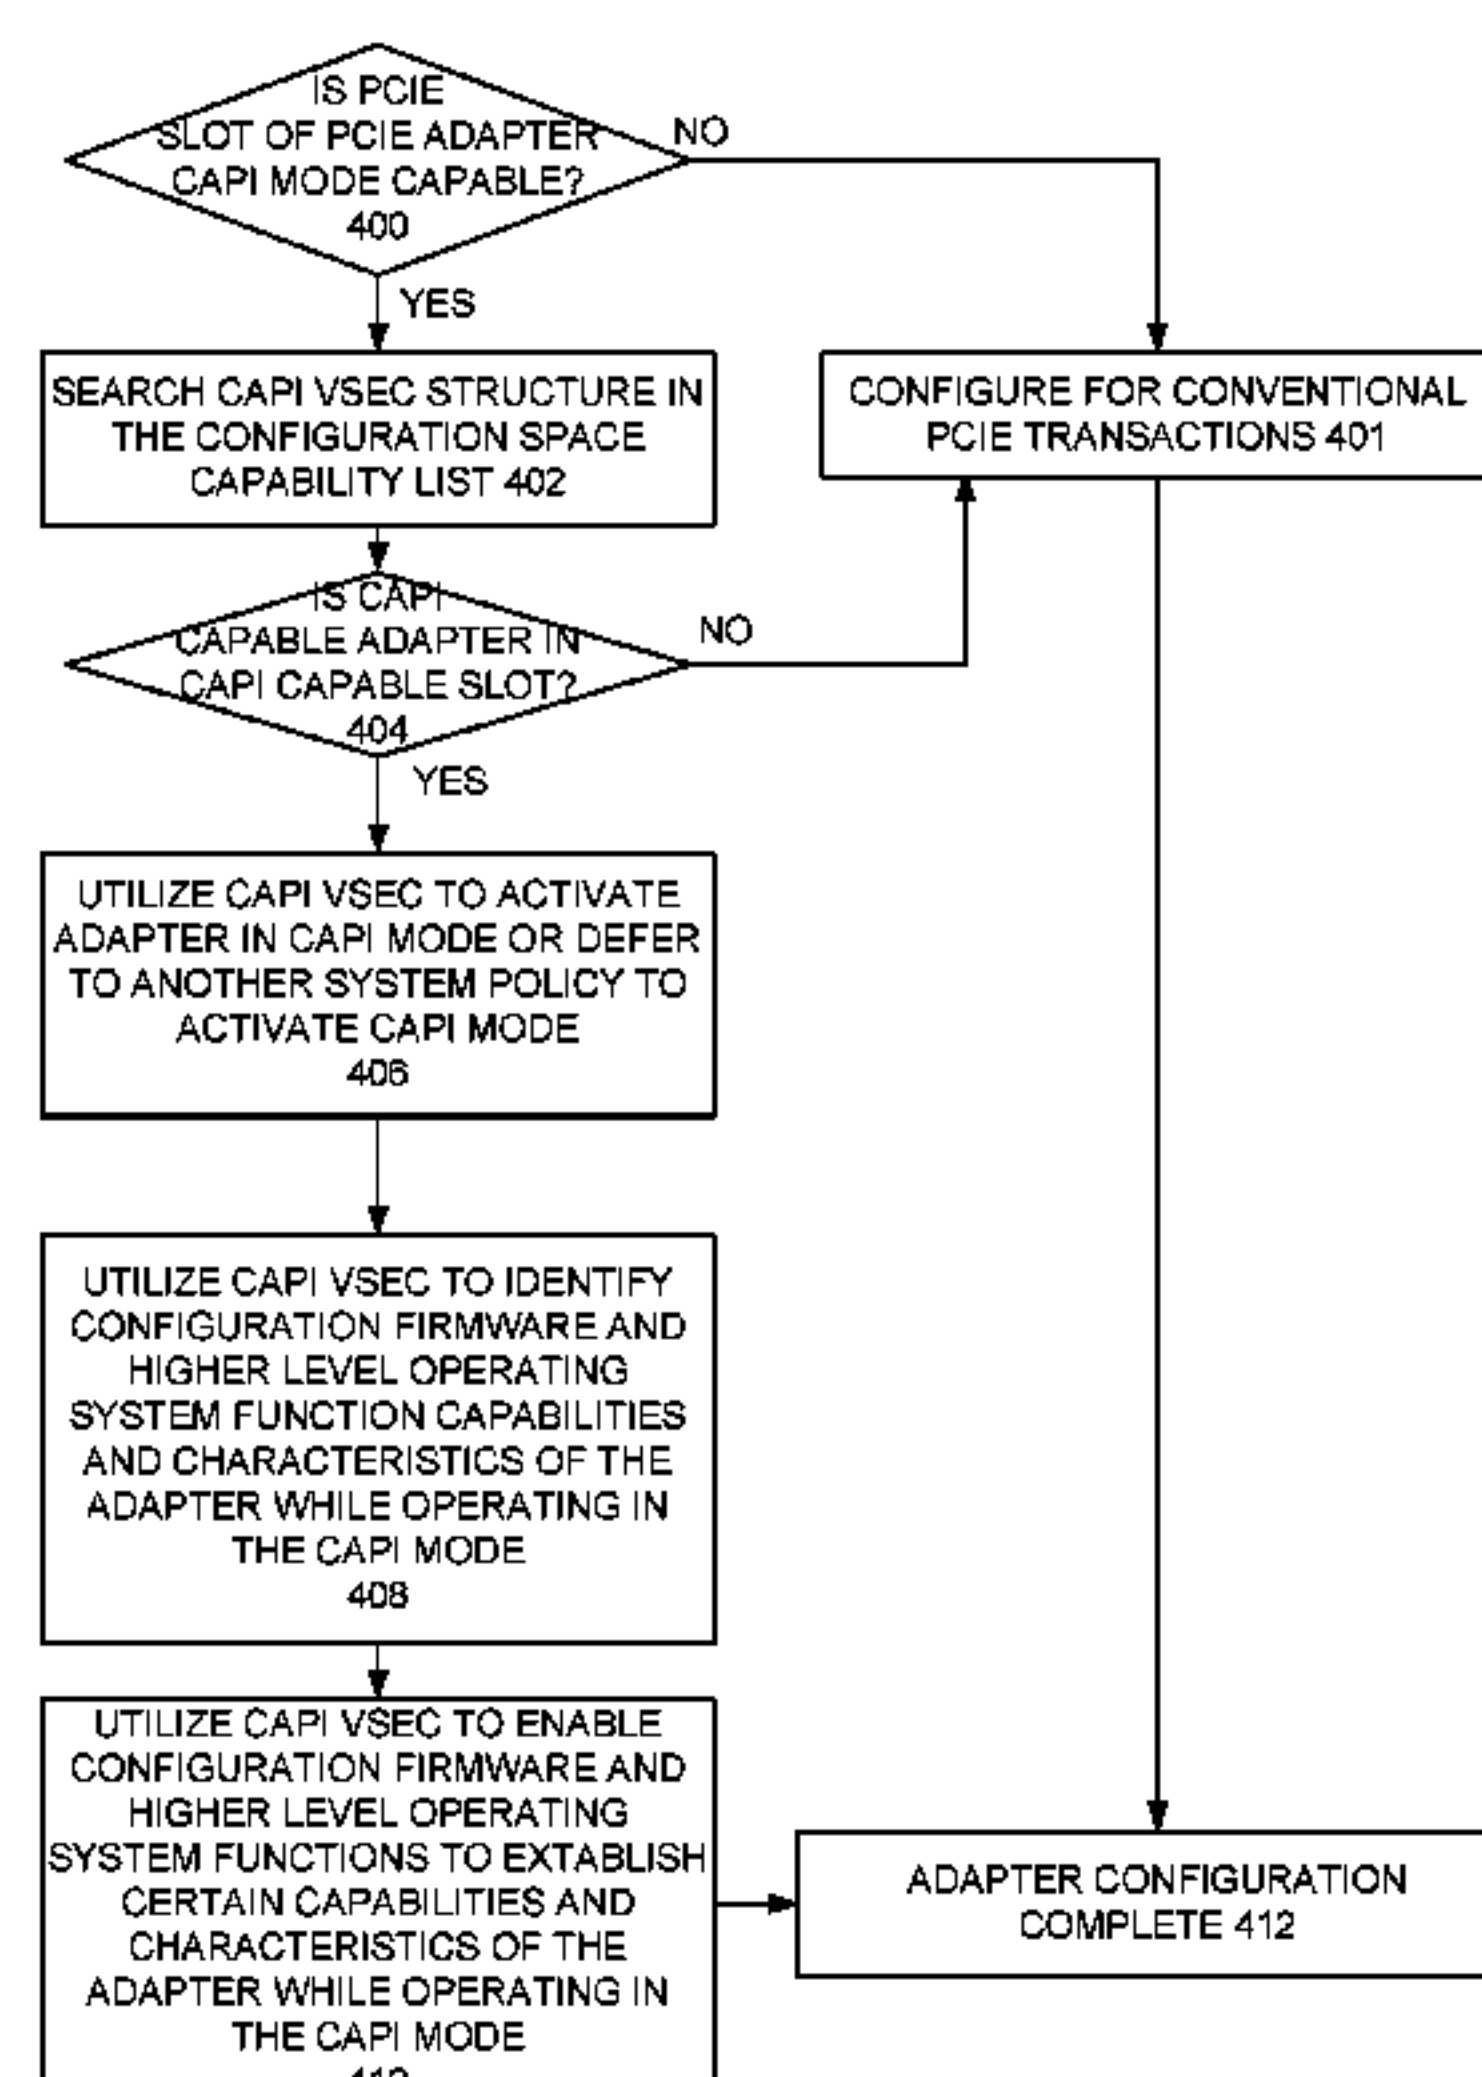 IS PCIE
SLOT OF PCIE ADAPTER
CAPI MODE CAPABLE?
400
NO
YES
SEARCH CAPI VSEC STRUCTURE IN
THE CONFIGURATION SPACE
CAPABILITY LIST 402
CONFIGURE FOR CONVENTIONAL
PCIE TRANSACTIONS 401
IS CAPI
CAPABLE ADAPTER IN
CAPI CAPABLE SLOT?
404
NO
YES
UTILIZE CAPI VSEC TO ACTIVATE
ADAPTER IN CAPI MODE OR DEFER
TO ANOTHER SYSTEM POLICY TO
ACTIVATE CAPI MODE
406
UTILIZE CAPI VSEC TO IDENTIFY
CONFIGURATION FIRMWARE AND
HIGHER LEVEL OPERATING
SYSTEM FUNCTION CAPABILITIES
AND CHARACTERISTICS OF THE
ADAPTER WHILE OPERATING IN
THE CAPI MODE
408
UTILIZE CAPI VSEC TO ENABLE
CONFIGURATION FIRMWARE AND
HIGHER LEVEL OPERATING
SYSTEM FUNCTIONS TO EXTABLISH
CERTAIN CAPABILITIES AND
CHARACTERISTICS OF THE
ADAPTER WHILE OPERATING IN
THE CAPI MODE
ADAPTER CONFIGURATION
COMPLETE 412